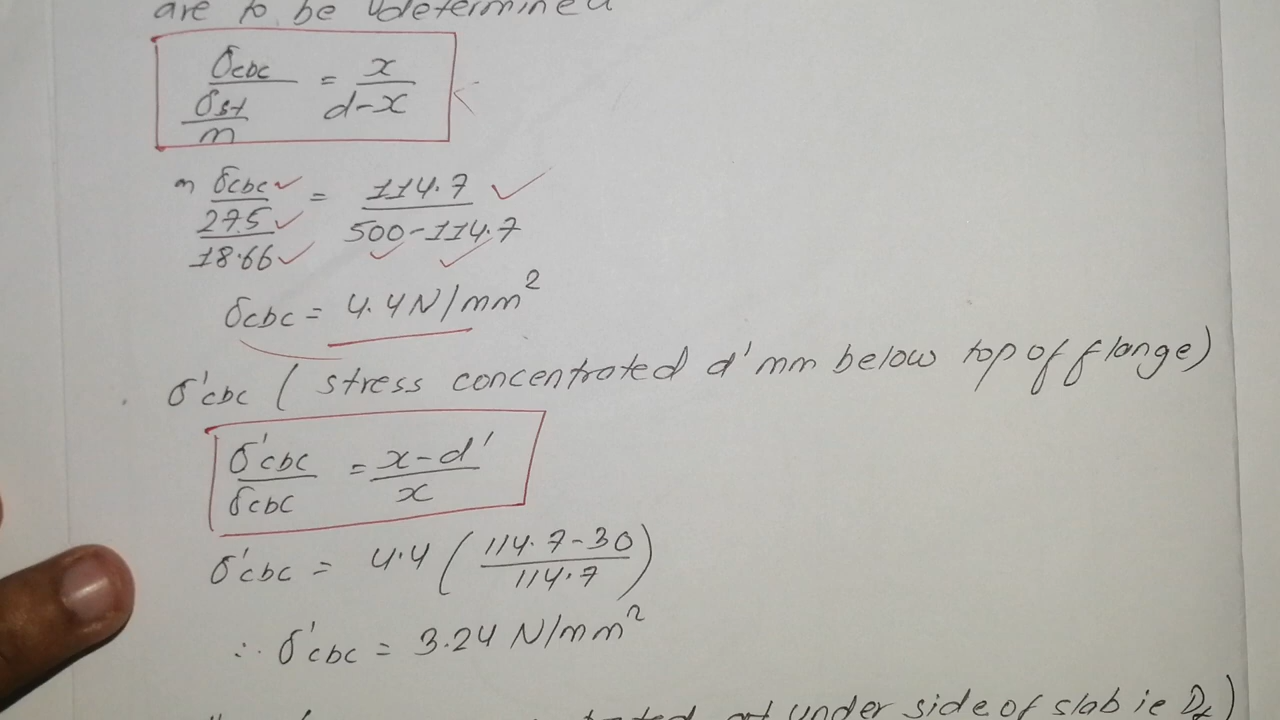 are to be determined
σcbc / (σst / m) = x / d-x
m σcbc / (275 / 18.66) = 114.7 / 500-114.7
σcbc = 4.4 N/mm²
σ'cbc ( stress concentrated d' mm below top of flange)
σ'cbc / σcbc = x-d' / x
σ'cbc = 4.4 ( 114.7-30 / 114.7 )
∴ σ'cbc = 3.24 N/mm²
at under side of slab ie Df)